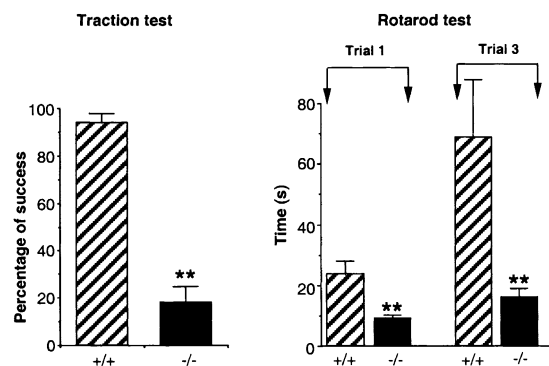 Traction test
Percentage of success
100
80
60
40
20
0
**
+/+ -/-
Rotarod test
Trial 1 Trial 3
Time (s)
80
60
40
20
0
**
**
+/+ -/- +/+ -/-